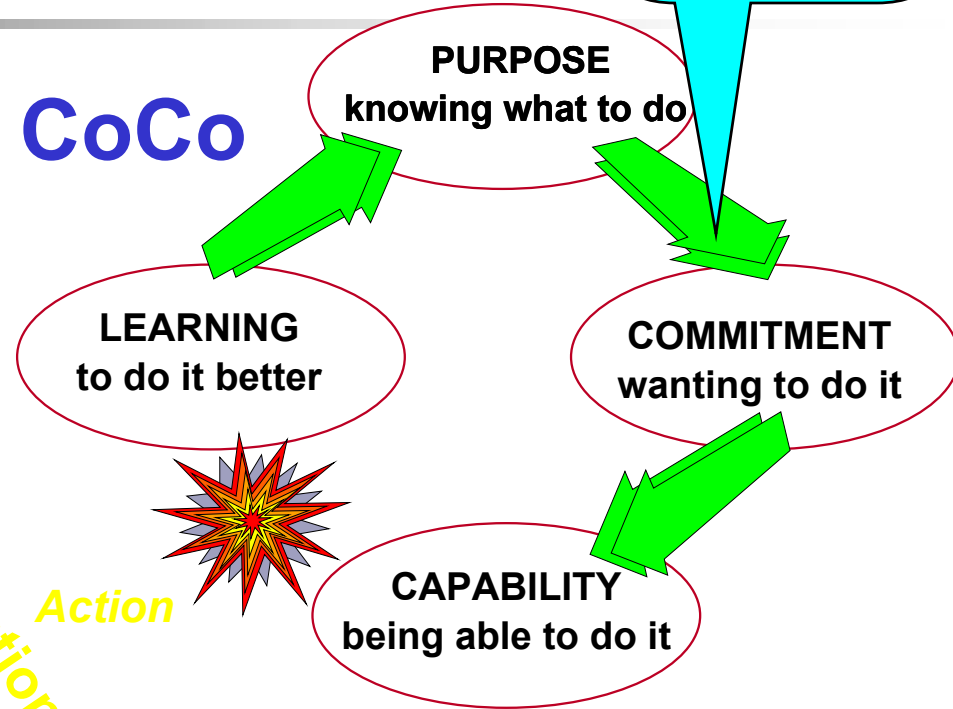 PURPOSE
knowing what to do
CoCo
LEARNING
to do it better
COMMITMENT
wanting to do it
CAPABILITY
being able to do it
Action